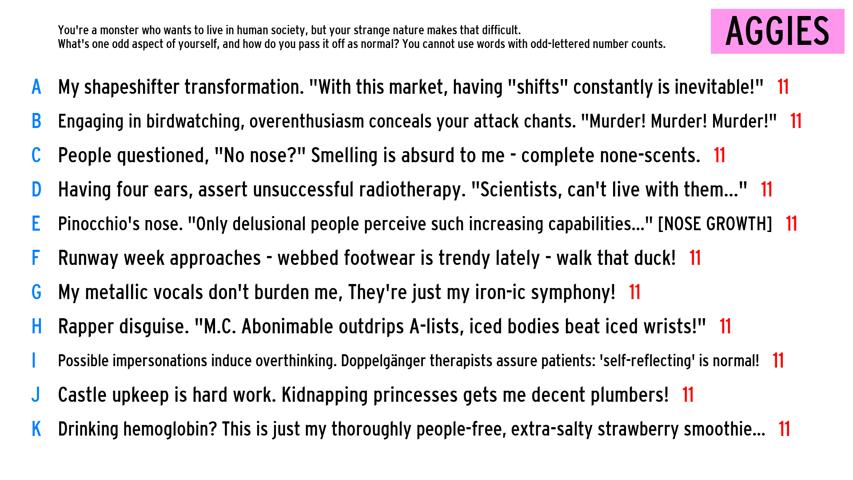 You're a monster who wants to live in human society, but your strange nature makes that difficult.
What's one odd aspect of yourself, and how do you pass it off as normal? You cannot use words with odd-lettered number counts.
AGGIES
A My shapeshifter transformation. "With this market, having "shifts" constantly is inevitable!" 11
B Engaging in birdwatching, overenthusiasm conceals your attack chants. "Murder! Murder! Murder!" 11
C People questioned, "No nose?" Smelling is absurd to me - complete none-scents. 11
D Having four ears, assert unsuccessful radiotherapy. "Scientists, can't live with them..." 11
E Pinocchio's nose. "Only delusional people perceive such increasing capabilities..." [NOSE GROWTH] 11
F Runway week approaches - webbed footwear is trendy lately - walk that duck! 11
G My metallic vocals don't burden me, They're just my iron-ic symphony! 11
H Rapper disguise. "M.C. Abonimable outdrips A-lists, iced bodies beat iced wrists!" 11
I Possible impersonations induce overthinking. Doppelgänger therapists assure patients: 'self-reflecting' is normal! 11
J Castle upkeep is hard work. Kidnapping princesses gets me decent plumbers! 11
K Drinking hemoglobin? This is just my thoroughly people-free, extra-salty strawberry smoothie... 11